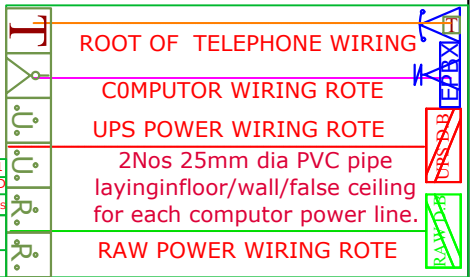 T
T
ROOT OF TELEPHONE WIRING
EPBX
C0MPUTOR WIRING ROTE
.U.
UPS POWER WIRING ROTE
UPS D.B
.U.
2Nos 25mm dia PVC pipe
layinginfloor/wall/false ceiling
for each computor power line.
.R.
RAW D.B
.R.
RAW POWER WIRING ROTE